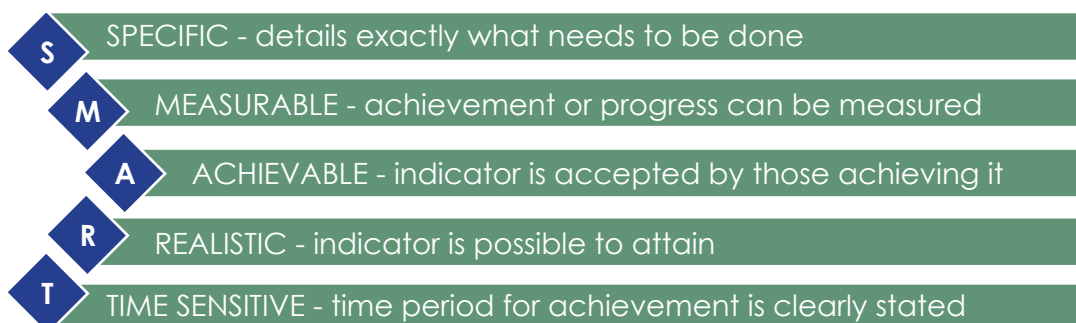 S
SPECIFIC - details exactly what needs to be done
M
MEASURABLE - achievement or progress can be measured
A
ACHIEVABLE - indicator is accepted by those achieving it
R
REALISTIC - indicator is possible to attain
T
TIME SENSITIVE - time period for achievement is clearly stated